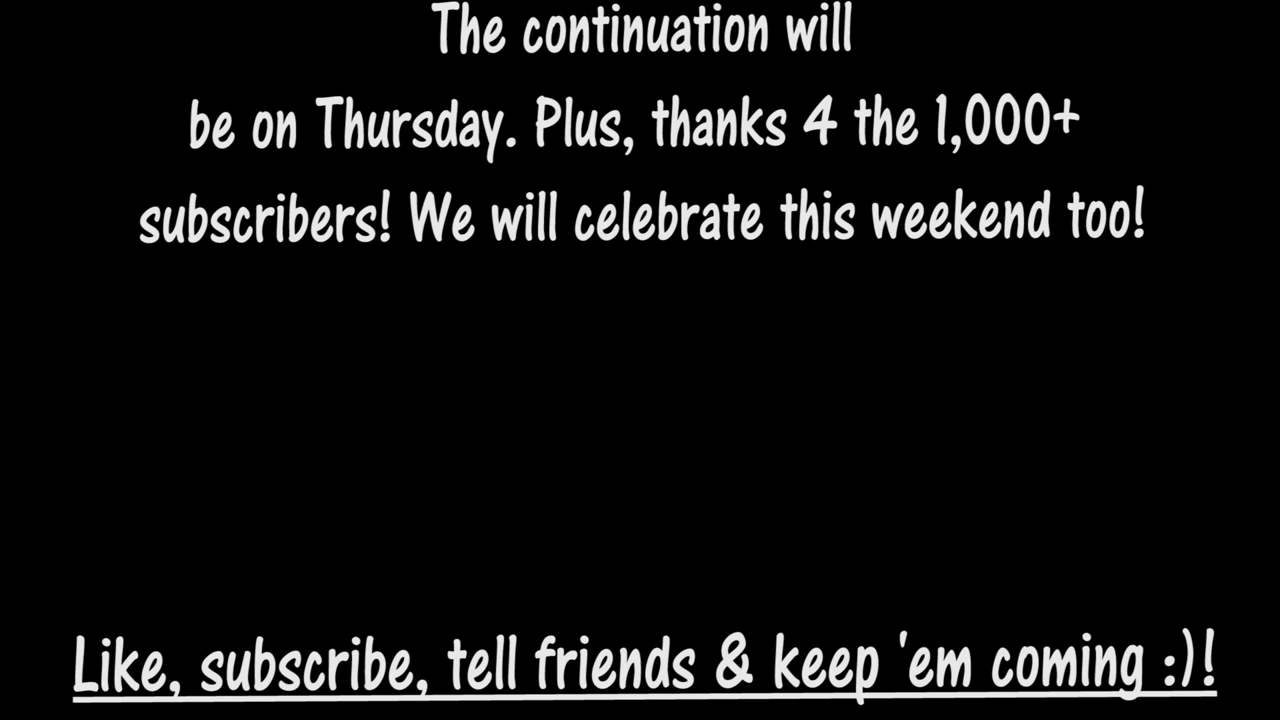 The continuation will
be on Thursday. Plus, thanks 4 the 1,000+
subscribers! We will celebrate this weekend too!
Like, subscribe, tell friends & keep 'em coming :)!